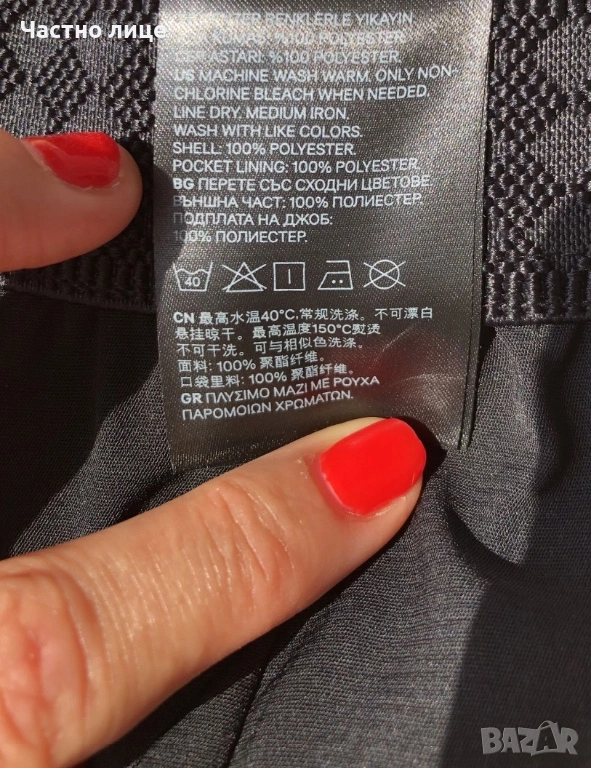 Частно лице
RENKLERLE YIKAYIN
%100 POLYESTER
ASTARI: %100 POLYESTER
US MACHINE WASH WARM. ONLY NON-
CHLORINE BLEACH WHEN NEEDED.
LINE DRY. MEDIUM IRON.
WASH WITH LIKE COLORS.
SHELL: 100% POLYESTER.
POCKET LINING: 100% POLYESTER.
BG ПЕРЕТЕ СЪС СХОДНИ ЦВЕТОВЕ.
ВЪНШНА ЧАСТ: 100% ПОЛИЕСТЕР.
ПОДПЛАТА НА ДЖОБ:
100% ПОЛИЕСТЕР.
40
CN 最高水温40°C,常规洗涤。不可漂白
悬挂晾干。最高温度150°C熨烫
不可干洗。可与相似色洗涤。
面料: 100% 聚酯纤维。
口袋里料: 100% 聚酯纤维。
GR ΠΛΥΣΙΜΟ ΜΑΖΙ ΜΕ ΡΟΥΧΑ
ΠΑΡΟΜΟΙΩΝ ΧΡΩΜΑΤΩΝ.
BAZAR